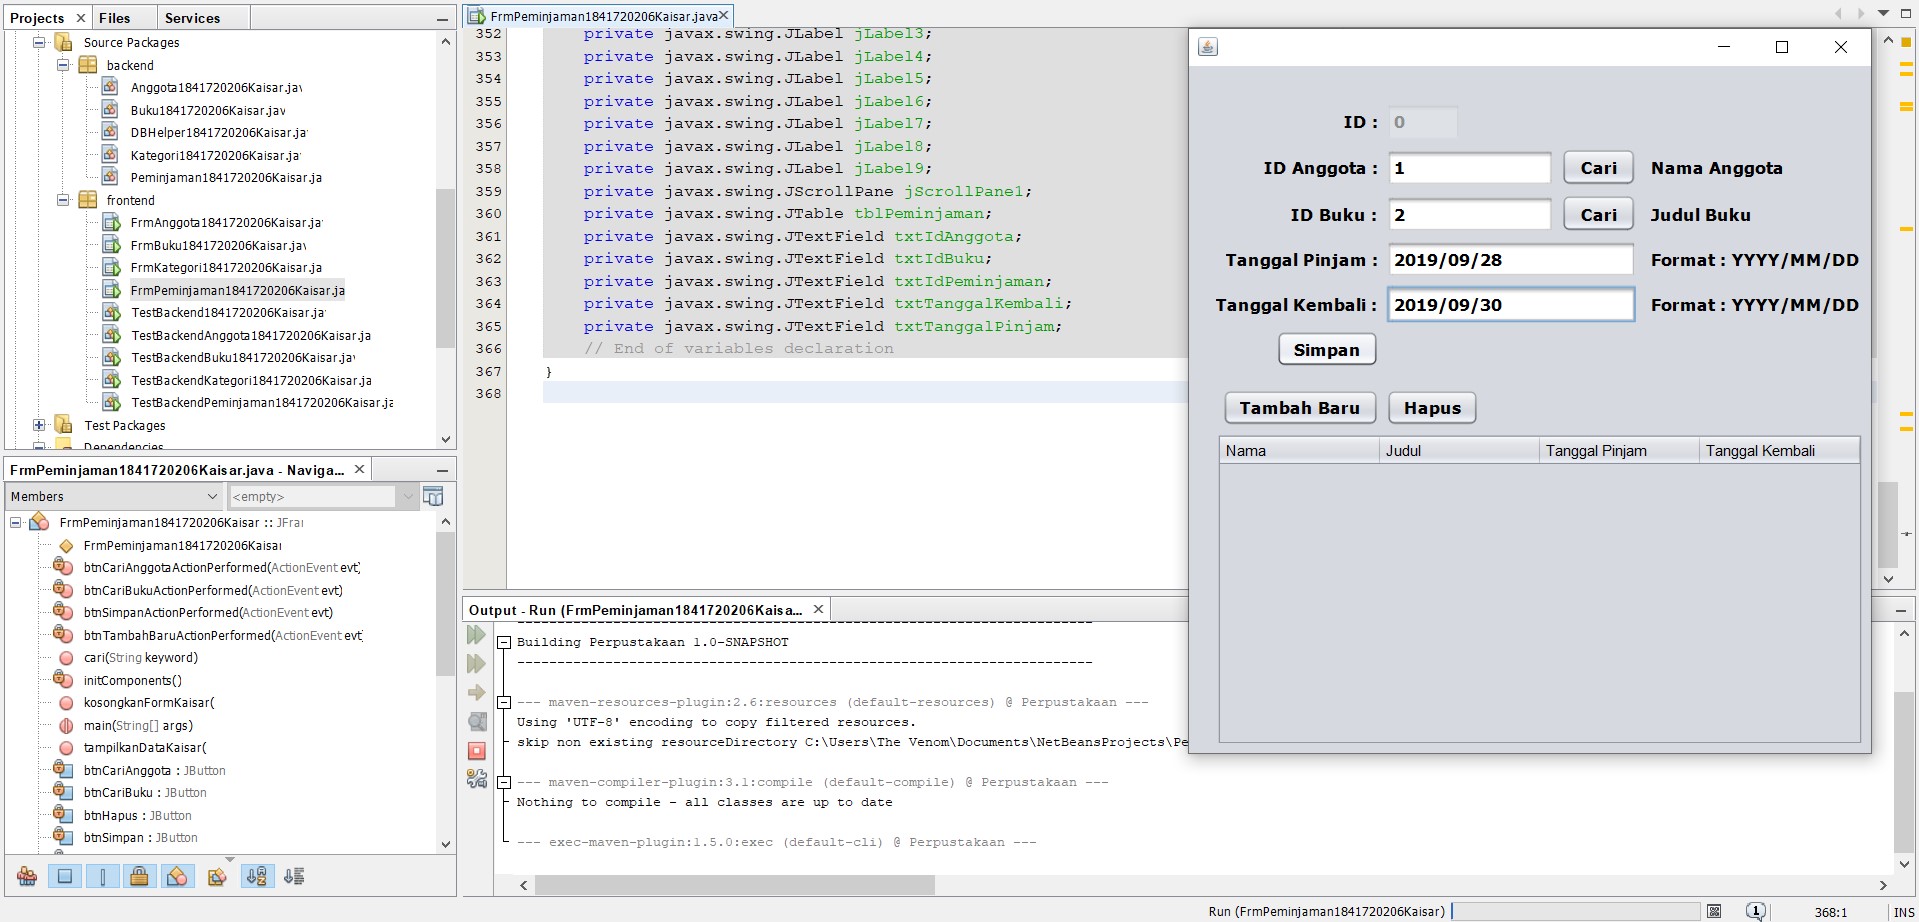 Projects
Files
Services
Source Packages
backend
Anggota1841720206Kaisar.jav
Buku1841720206Kaisar.jav
DBHelper1841720206Kaisar.ja
Kategori1841720206Kaisar.ja
Peminjaman1841720206Kaisar.ja
frontend
FrmAnggota1841720206Kaisar.ja
FrmBuku1841720206Kaisar.jav
FrmKategori1841720206Kaisar.ja
FrmPeminjaman1841720206Kaisar.ja
TestBackend1841720206Kaisar.ja
TestBackendAnggota1841720206Kaisar.ja
TestBackendBuku1841720206Kaisar.jav
TestBackendKategori1841720206Kaisar.ja
TestBackendPeminjaman1841720206Kaisar.ja
Test Packages
Dependencies
FrmPeminjaman1841720206Kaisar.java - Naviga...
Members
<empty>
FrmPeminjaman1841720206Kaisar :: JFrar
FrmPeminjaman1841720206Kaisar
btnCariAnggotaActionPerformed(ActionEvent evt)
btnCariBukuActionPerformed(ActionEvent evt)
btnSimpanActionPerformed(ActionEvent evt)
btnTambahBaruActionPerformed(ActionEvent evt)
cari(String keyword)
initComponents()
kosongkanFormKaisar(
main(String[] args)
tampilkanDataKaisar(
btnCariAnggota : JButton
btnCariBuku : JButton
btnHapus : JButton
btnSimpan : JButton
FrmPeminjaman1841720206Kaisar.java
352 private javax.swing.JLabel jLabel3;
353 private javax.swing.JLabel jLabel4;
354 private javax.swing.JLabel jLabel5;
355 private javax.swing.JLabel jLabel6;
356 private javax.swing.JLabel jLabel7;
357 private javax.swing.JLabel jLabel8;
358 private javax.swing.JLabel jLabel9;
359 private javax.swing.JScrollPane jScrollPane1;
360 private javax.swing.JTable tblPeminjaman;
361 private javax.swing.JTextField txtIdAnggota;
362 private javax.swing.JTextField txtIdBuku;
363 private javax.swing.JTextField txtIdPeminjaman;
364 private javax.swing.JTextField txtTanggalKembali;
365 private javax.swing.JTextField txtTanggalPinjam;
366 // End of variables declaration
367 }
368
Output - Run (FrmPeminjaman1841720206Kaisa...
------------------------------------------------------------------------
Building Perpustakaan 1.0-SNAPSHOT
------------------------------------------------------------------------
--- maven-resources-plugin:2.6:resources (default-resources) @ Perpustakaan ---
Using 'UTF-8' encoding to copy filtered resources.
skip non existing resourceDirectory C:\Users\The Venom\Documents\NetBeansProjects\Pe
--- maven-compiler-plugin:3.1:compile (default-compile) @ Perpustakaan ---
Nothing to compile - all classes are up to date
--- exec-maven-plugin:1.5.0:exec (default-cli) @ Perpustakaan ---
ID : 0
ID Anggota : 1 Cari Nama Anggota
ID Buku : 2 Cari Judul Buku
Tanggal Pinjam : 2019/09/28 Format : YYYY/MM/DD
Tanggal Kembali : 2019/09/30 Format : YYYY/MM/DD
Simpan
Tambah Baru Hapus
Nama Judul Tanggal Pinjam Tanggal Kembali
Run (FrmPeminjaman1841720206Kaisar) 1 368:1 INS